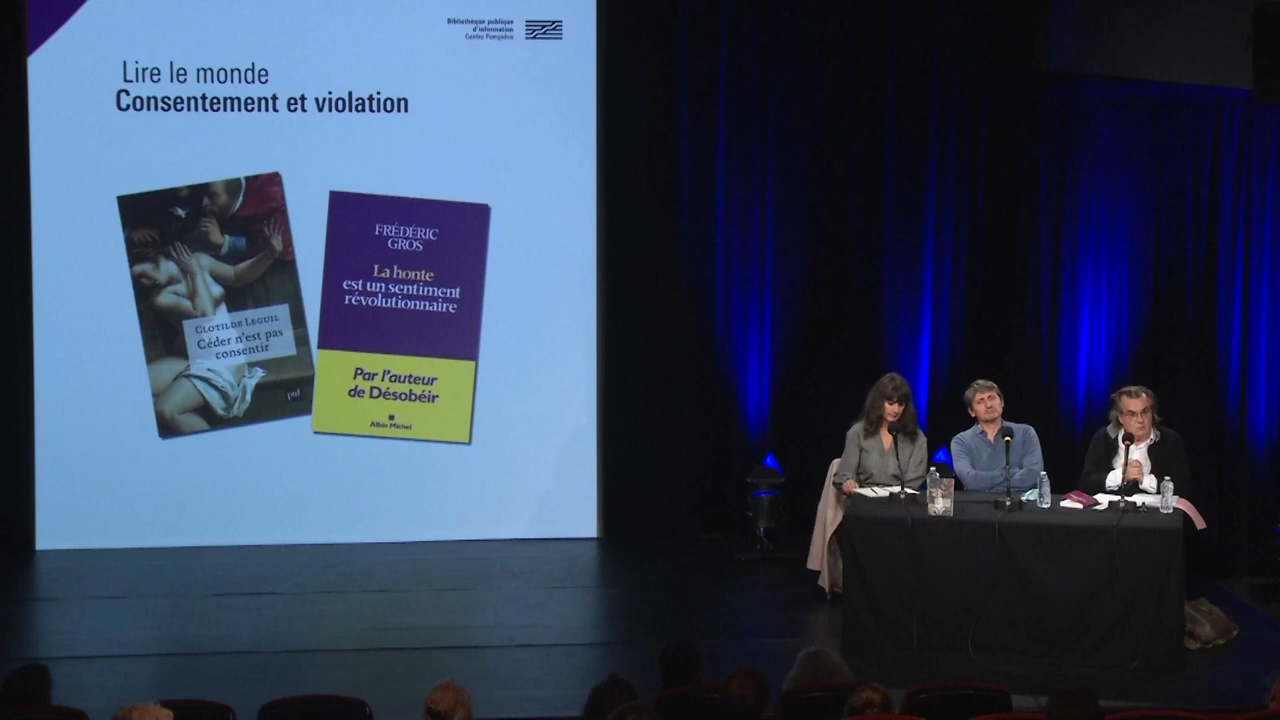 Bibliothèque publique
d'information
Centre Pompidou
Lire le monde
Consentement et violation
CLOTILDE LEGUIL
Céder n'est pas
consentir
puf
FRÉDÉRIC
GROS
La honte
est un sentiment
révolutionnaire
Par l'auteur
de Désobéir
Albin Michel